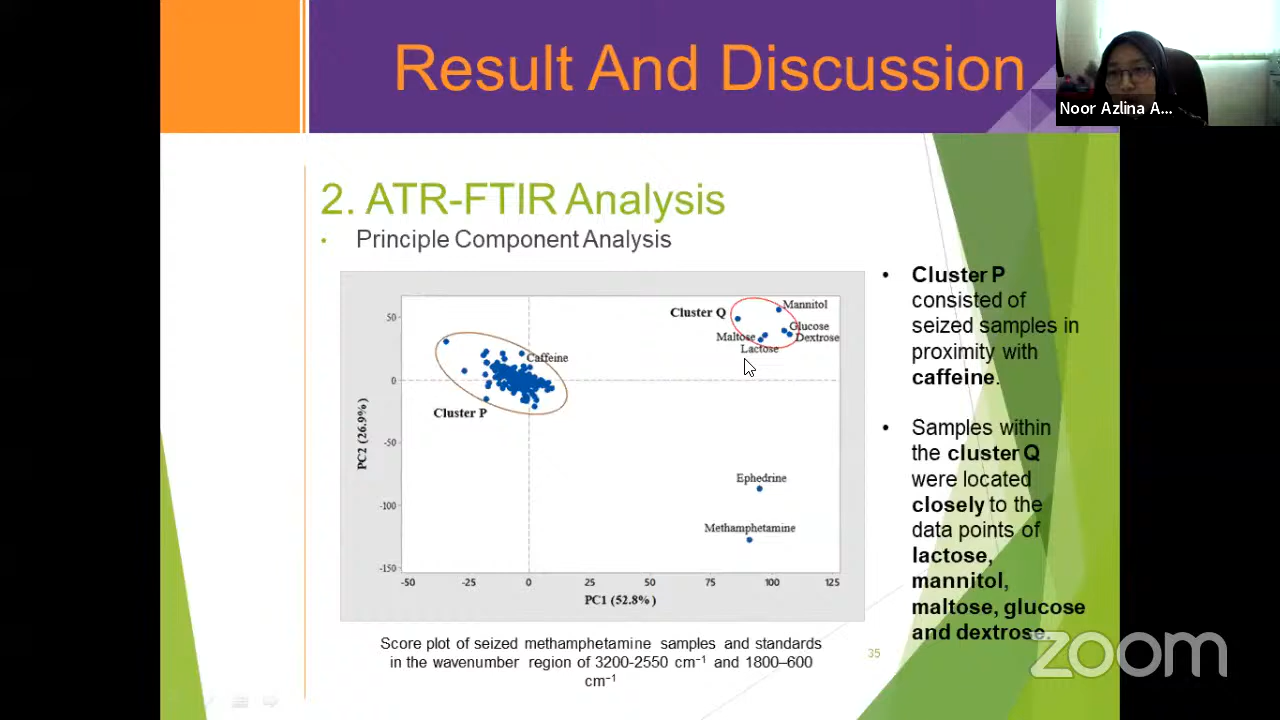 Result And Discussion
Noor Azlina A...
2. ATR-FTIR Analysis
• Principle Component Analysis
• Cluster P
consisted of
seized samples in
proximity with
caffeine.
• Samples within
the cluster Q
were located
closely to the
data points of
lactose,
mannitol,
maltose, glucose
and dextrose.
50
0
-50
-100
-150
PC2 (26.9%)
Cluster Q
Mannitol
Glucose
Maltose
Dextrose
Lactose
Caffeine
Cluster P
Ephedrine
Methamphetamine
-50 -25 0 25 50 75 100 125
PC1 (52.8%)
Score plot of seized methamphetamine samples and standards
in the wavenumber region of 3200-2550 cm⁻¹ and 1800–600
cm⁻¹
35
zoom